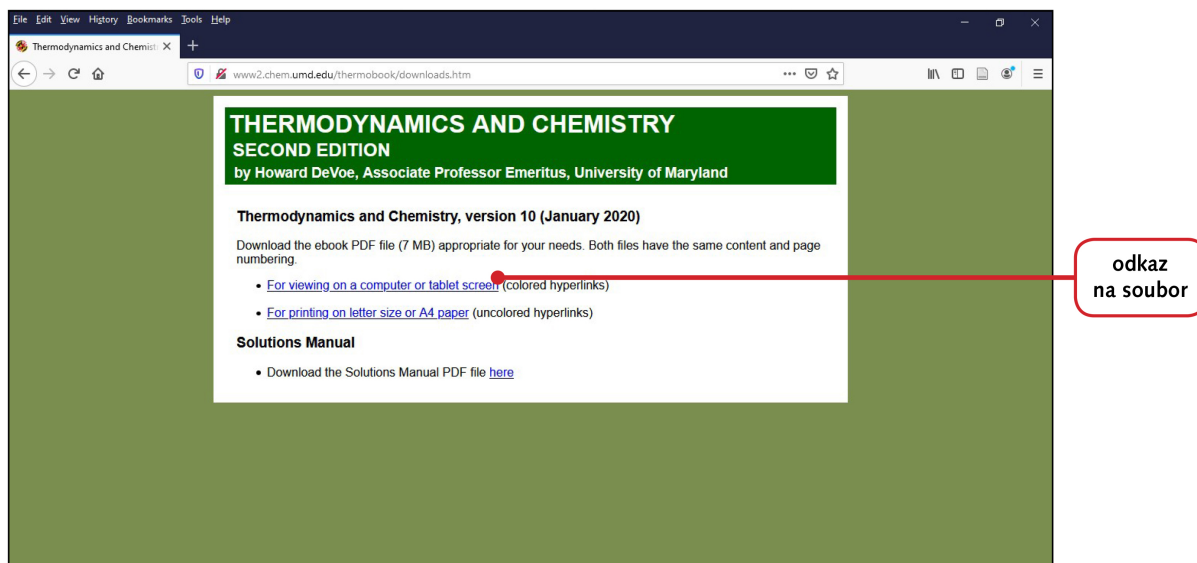 File Edit View History Bookmarks Tools Help
Thermodynamics and Chemist
www2.chem.umd.edu/thermobook/downloads.htm
THERMODYNAMICS AND CHEMISTRY
SECOND EDITION
by Howard DeVoe, Associate Professor Emeritus, University of Maryland
Thermodynamics and Chemistry, version 10 (January 2020)
Download the ebook PDF file (7 MB) appropriate for your needs. Both files have the same content and page
numbering.
• For viewing on a computer or tablet screen (colored hyperlinks)
• For printing on letter size or A4 paper (uncolored hyperlinks)
Solutions Manual
• Download the Solutions Manual PDF file here
odkaz
na soubor